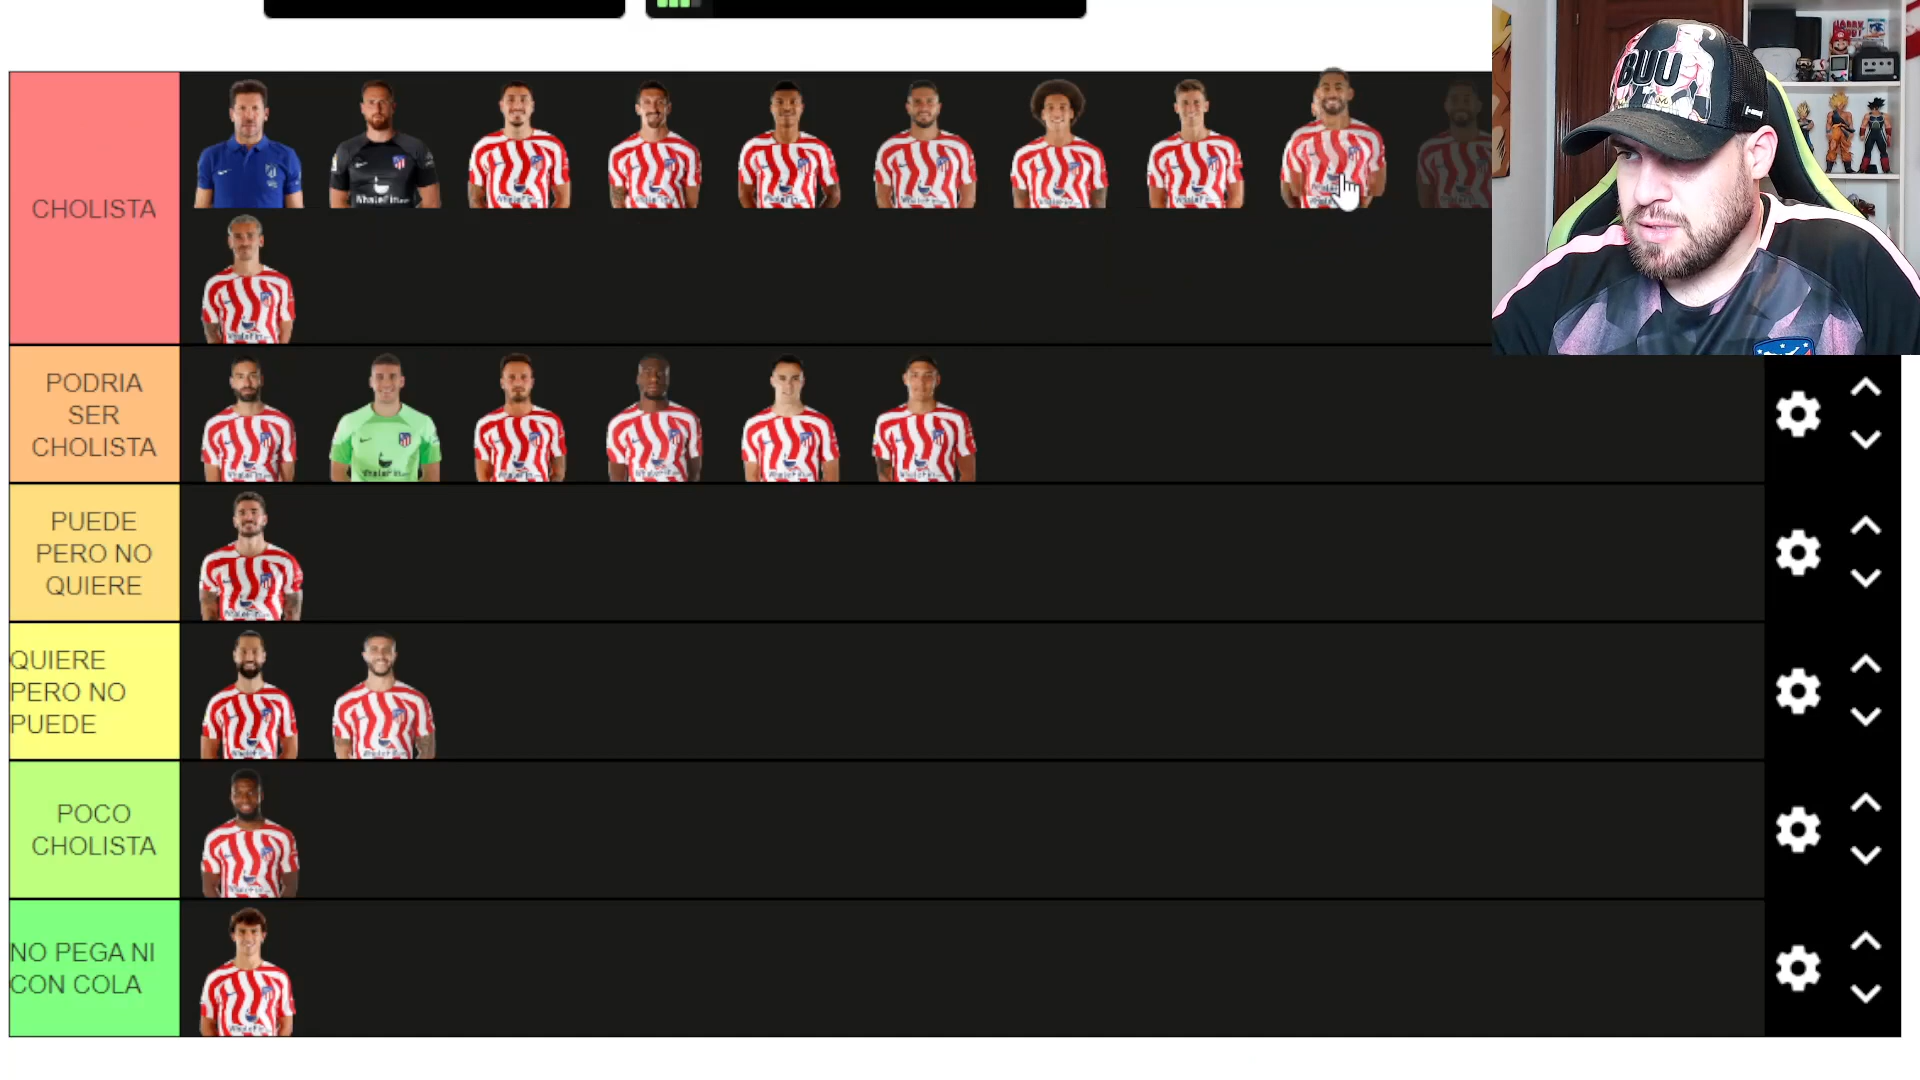 CHOLISTA
PODRIA
SER
CHOLISTA
PUEDE
PERO NO
QUIERE
QUIERE
PERO NO
PUEDE
POCO
CHOLISTA
NO PEGA NI
CON COLA
BUU